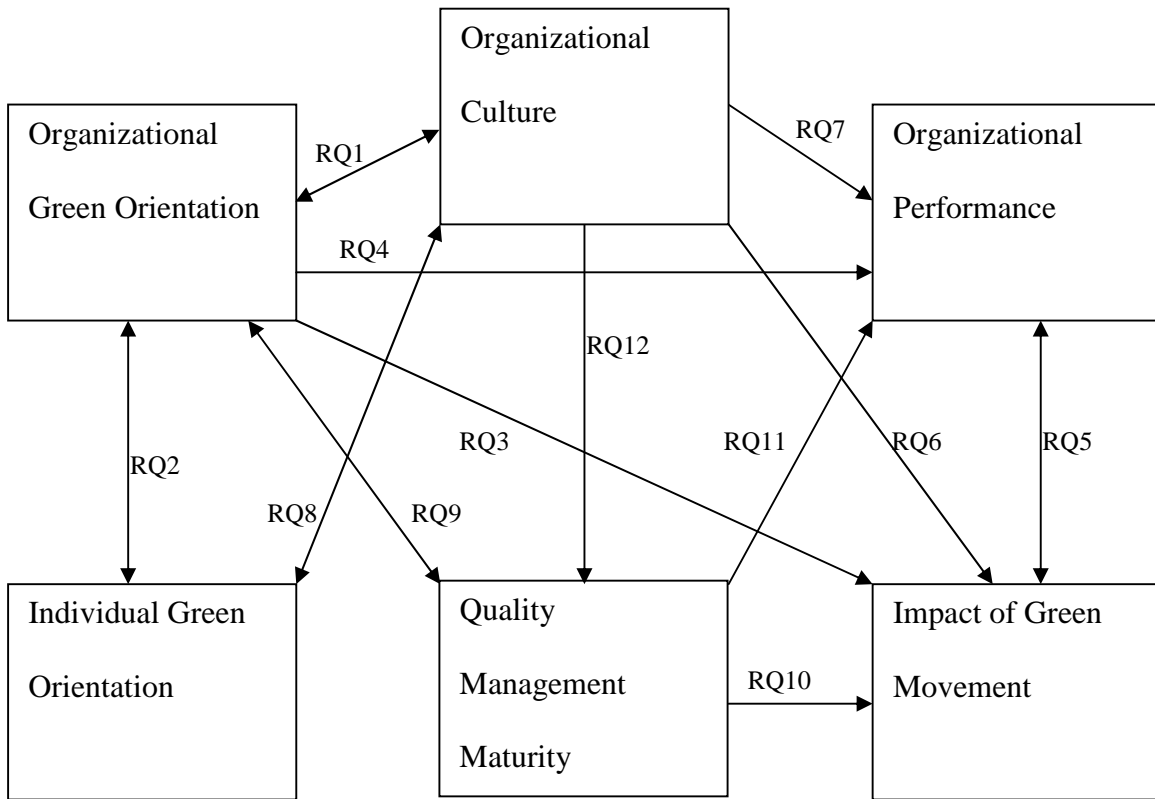 Organizational
Culture
Organizational
Green Orientation
Organizational
Performance
RQ1
RQ7
RQ4
RQ12
RQ2
RQ8
RQ9
RQ3
RQ11
RQ6
RQ5
Individual Green
Orientation
Quality
Management
Maturity
RQ10
Impact of Green
Movement